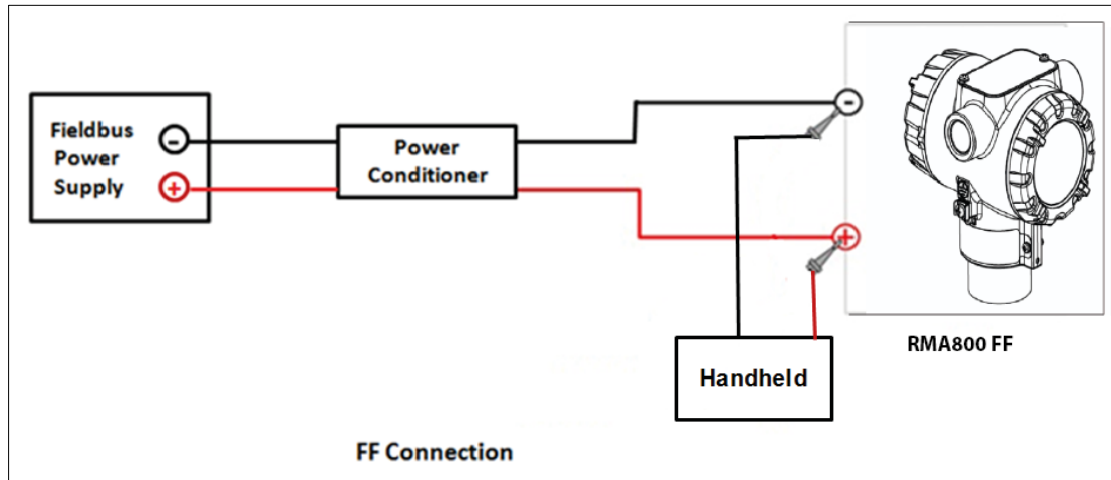 Fieldbus
Power
Supply
-
+
Power
Conditioner
-
+
RMA800 FF
Handheld
FF Connection